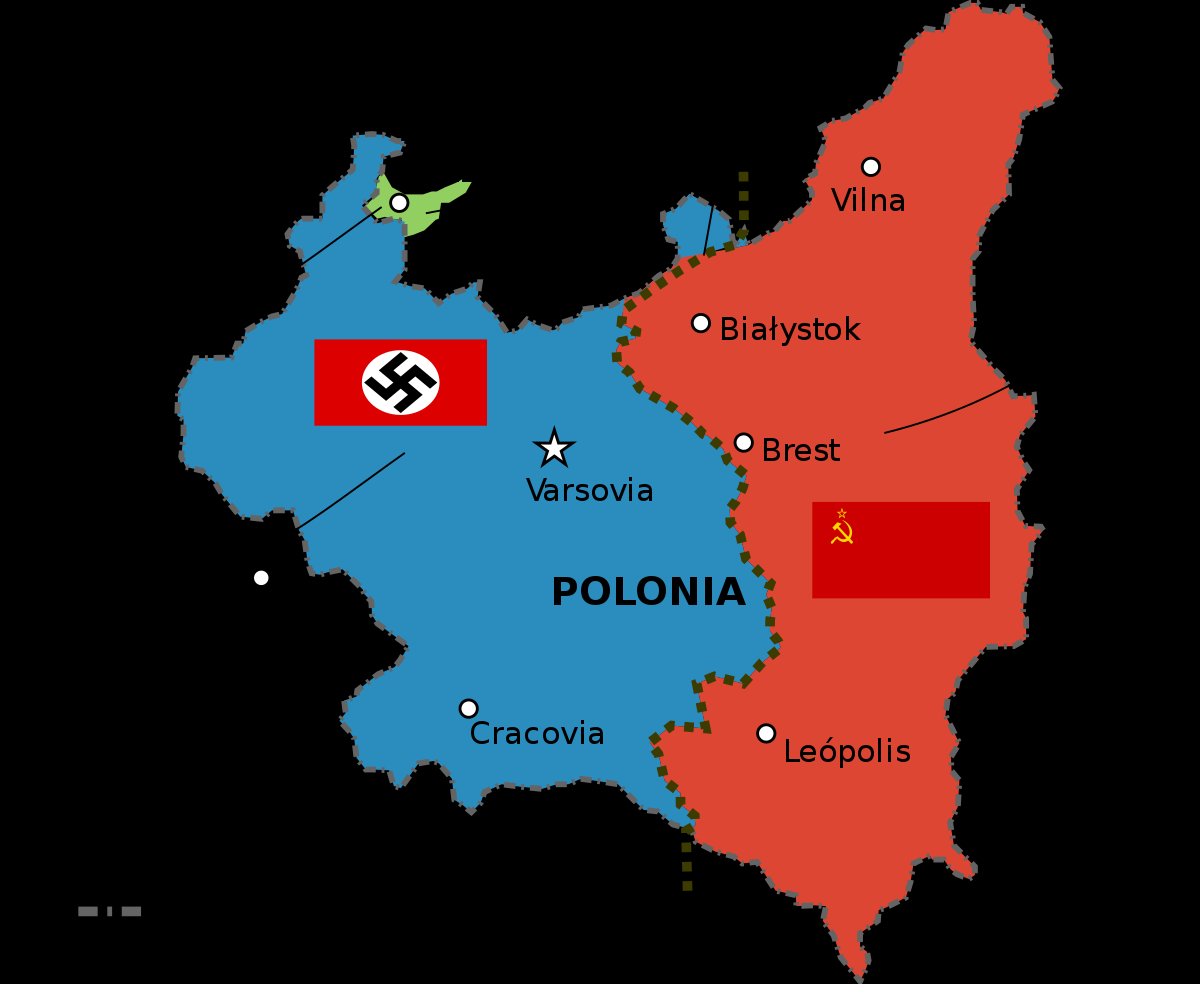 Vilna
Białystok
Brest
Varsovia
POLONIA
Cracovia
Leópolis